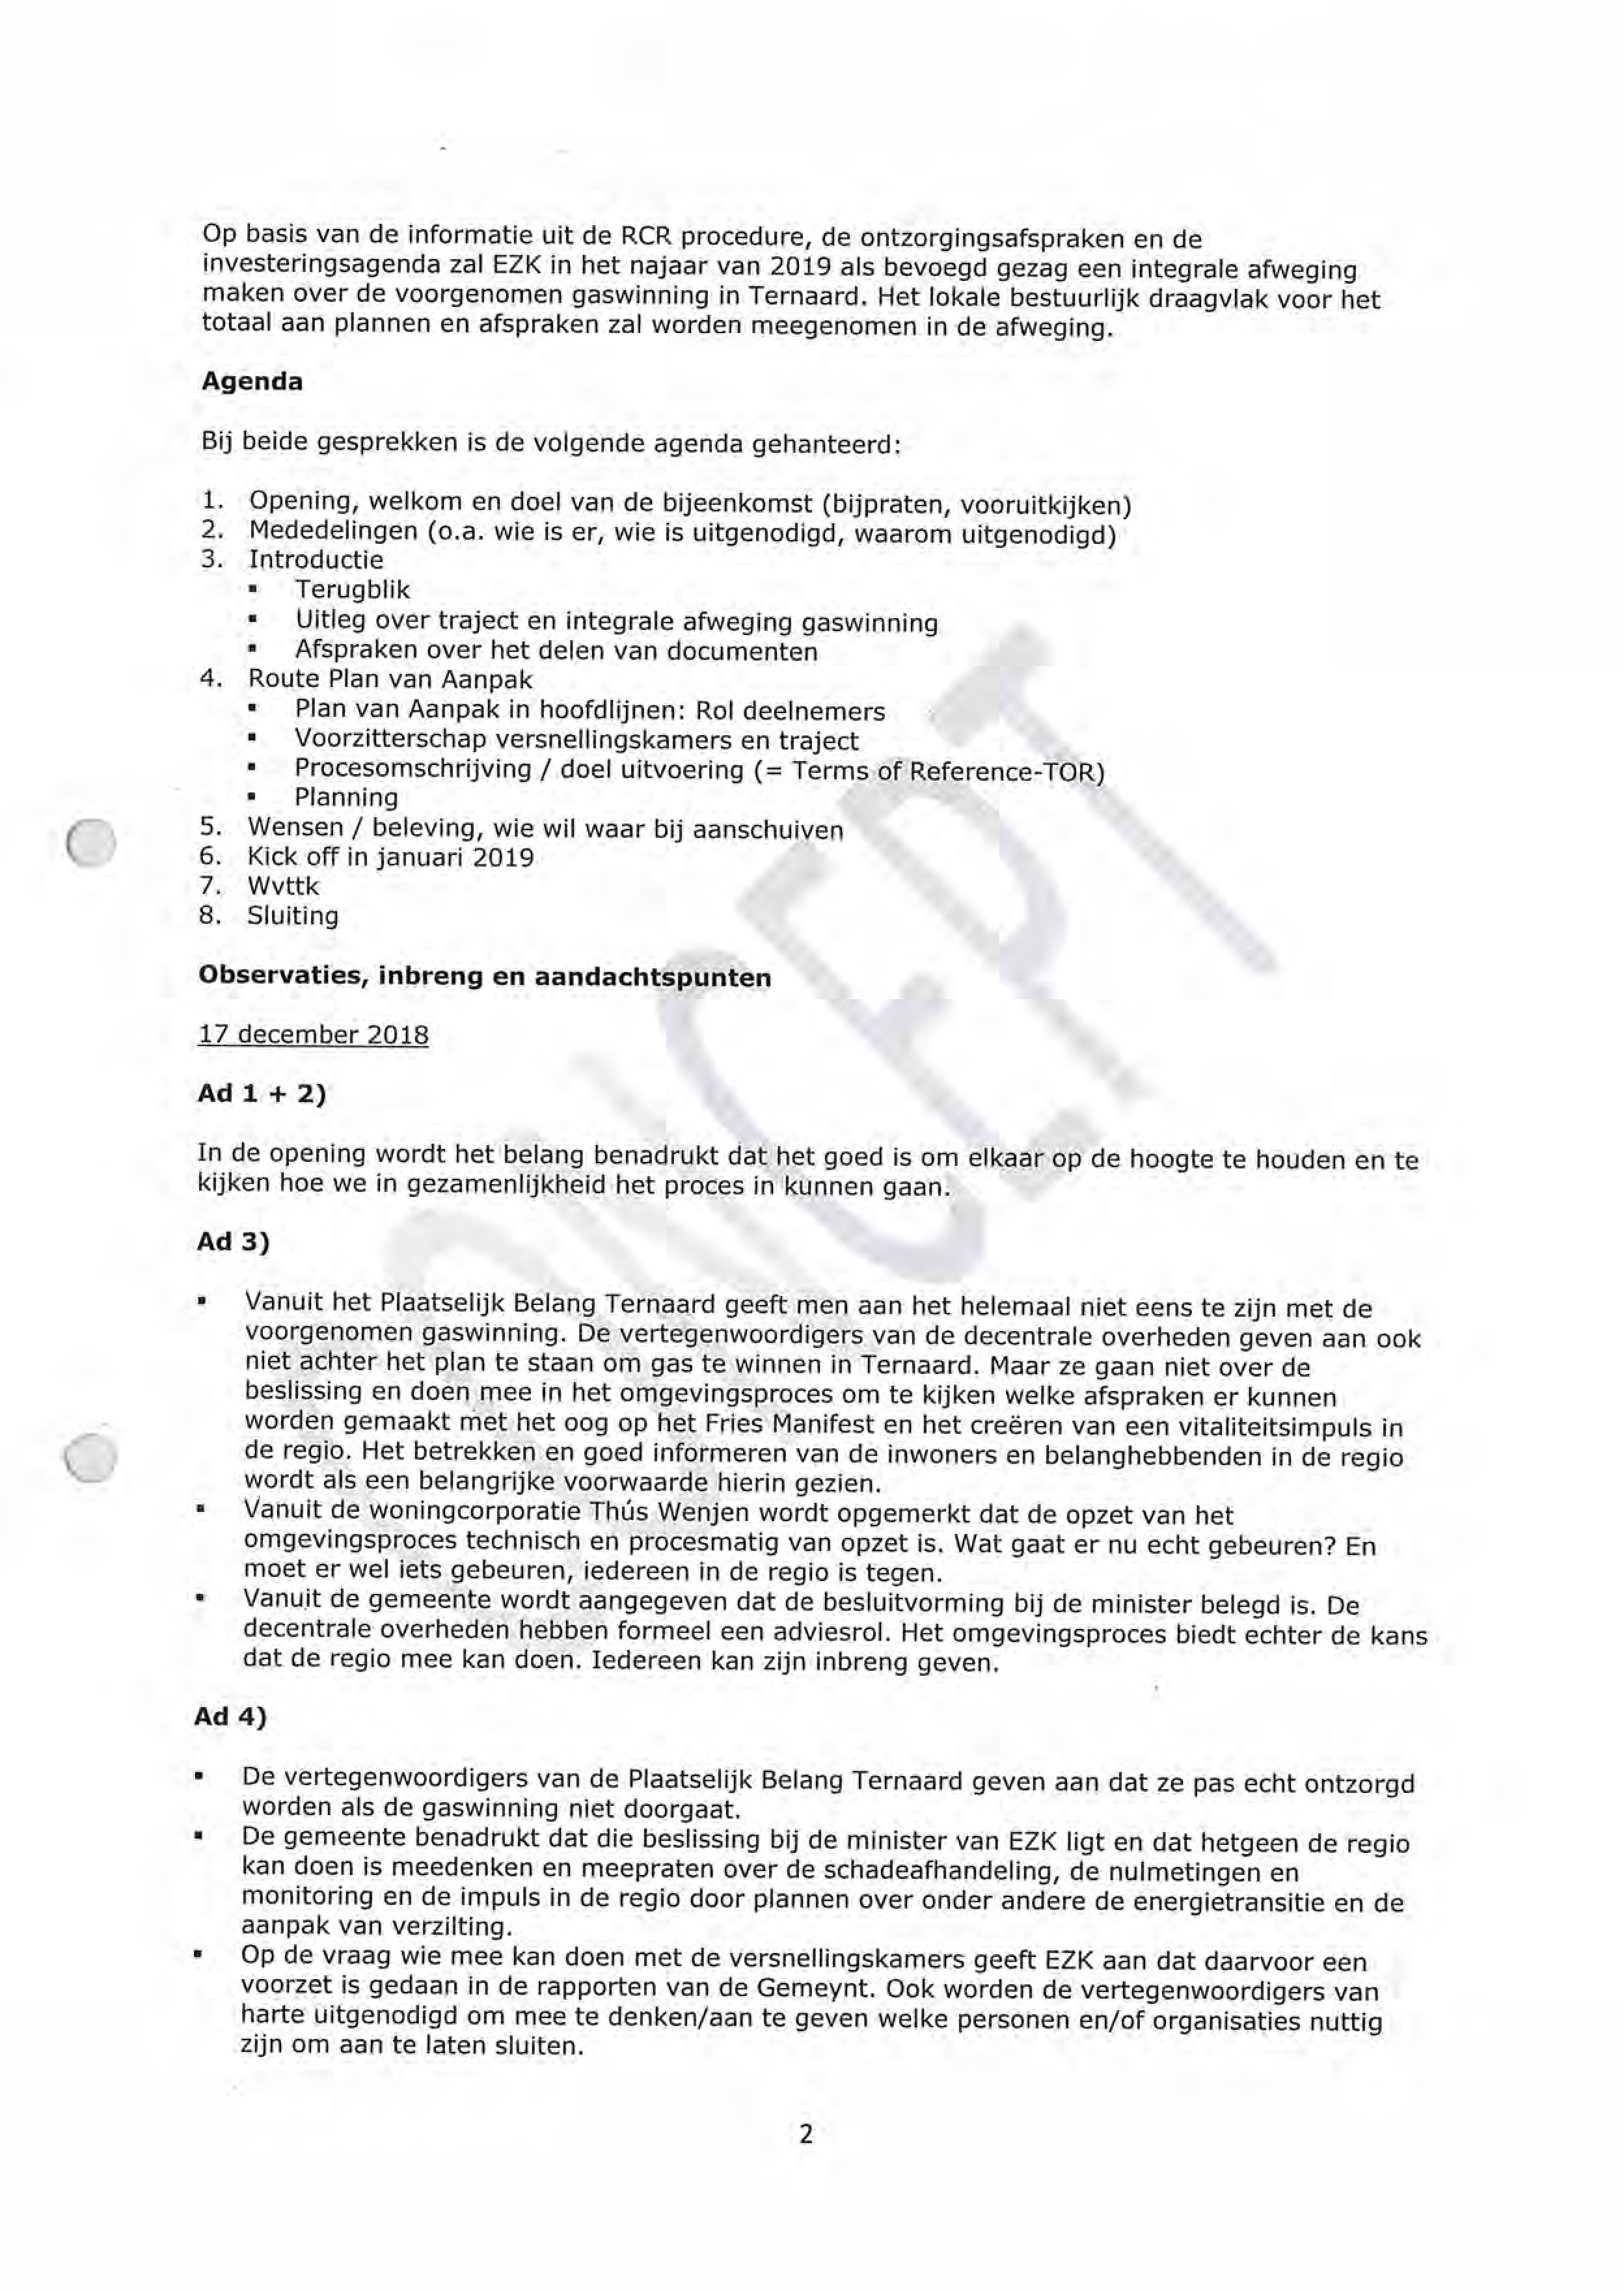 Op basis van de informatie uit de RCR procedure, de ontzorgingsafspraken en de
investeringsagenda zal EZK in het najaar van 2019 als bevoegd gezag een integrale afweging
maken over de voorgenomen gaswinning in Ternaard. Het lokale bestuurlijk draagvlak voor het
totaal aan plannen en afspraken zal worden meegenomen in de afweging.
Agenda
Bij beide gesprekken is de volgende agenda gehanteerd:
1. Opening, welkom en doel van de bijeenkomst (bijpraten, vooruitkijken)
2. Mededelingen (o.a. wie is er, wie is uitgenodigd, waarom uitgenodigd)
3. Introductie
▪ Terugblik
▪ Uitleg over traject en integrale afweging gaswinning
▪ Afspraken over het delen van documenten
4. Route Plan van Aanpak
▪ Plan van Aanpak in hoofdlijnen: Rol deelnemers
▪ Voorzitterschap versnellingskamers en traject
▪ Procesomschrijving / doel uitvoering (= Terms of Reference-TOR)
▪ Planning
5. Wensen / beleving, wie wil waar bij aanschuiven
6. Kick off in januari 2019
7. Wvttk
8. Sluiting
Observaties, inbreng en aandachtspunten
17 december 2018
Ad 1 + 2)
In de opening wordt het belang benadrukt dat het goed is om elkaar op de hoogte te houden en te
kijken hoe we in gezamenlijkheid het proces in kunnen gaan.
Ad 3)
▪ Vanuit het Plaatselijk Belang Ternaard geeft men aan het helemaal niet eens te zijn met de
voorgenomen gaswinning. De vertegenwoordigers van de decentrale overheden geven aan ook
niet achter het plan te staan om gas te winnen in Ternaard. Maar ze gaan niet over de
beslissing en doen mee in het omgevingsproces om te kijken welke afspraken er kunnen
worden gemaakt met het oog op het Fries Manifest en het creëren van een vitaliteitsimpuls in
de regio. Het betrekken en goed informeren van de inwoners en belanghebbenden in de regio
wordt als een belangrijke voorwaarde hierin gezien.
▪ Vanuit de woningcorporatie Thús Wenjen wordt opgemerkt dat de opzet van het
omgevingsproces technisch en procesmatig van opzet is. Wat gaat er nu echt gebeuren? En
moet er wel iets gebeuren, iedereen in de regio is tegen.
▪ Vanuit de gemeente wordt aangegeven dat de besluitvorming bij de minister belegd is. De
decentrale overheden hebben formeel een adviesrol. Het omgevingsproces biedt echter de kans
dat de regio mee kan doen. Iedereen kan zijn inbreng geven.
Ad 4)
▪ De vertegenwoordigers van de Plaatselijk Belang Ternaard geven aan dat ze pas echt ontzorgd
worden als de gaswinning niet doorgaat.
▪ De gemeente benadrukt dat die beslissing bij de minister van EZK ligt en dat hetgeen de regio
kan doen is meedenken en meepraten over de schadeafhandeling, de nulmetingen en
monitoring en de impuls in de regio door plannen over onder andere de energietransitie en de
aanpak van verzilting.
▪ Op de vraag wie mee kan doen met de versnellingskamers geeft EZK aan dat daarvoor een
voorzet is gedaan in de rapporten van de Gemeynt. Ook worden de vertegenwoordigers van
harte uitgenodigd om mee te denken/aan te geven welke personen en/of organisaties nuttig
zijn om aan te laten sluiten.
2
CONCEPT